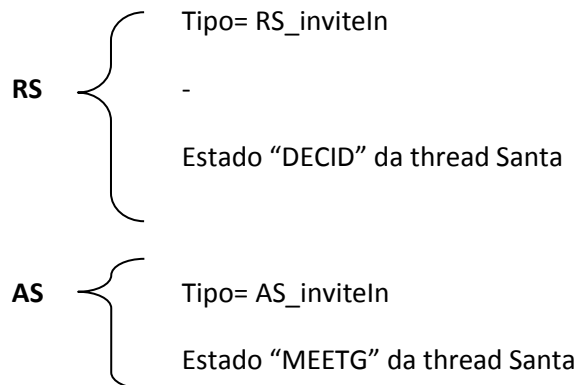 Tipo= RS_inviteIn
RS -
Estado “DECID” da thread Santa
AS Tipo= AS_inviteIn
Estado “MEETG” da thread Santa